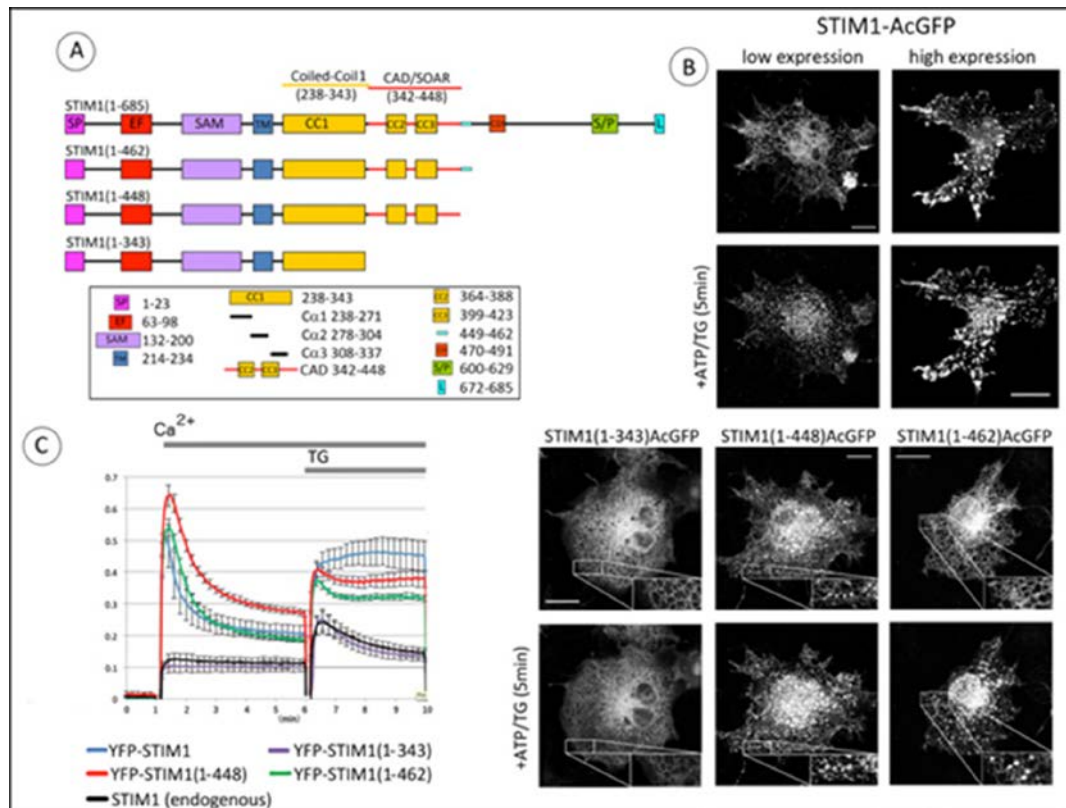 A
Coiled-Coil1
(238-343)
CAD/SOAR
(342-448)
STIM1(1-685)
SP EF SAM TM CC1 CC2 CC3 S/P L
STIM1(1-462)
STIM1(1-448)
STIM1(1-343)
SP 1-23
EF 63-98
SAM 132-200
TM 214-234
CC1 238-343
Cα1 238-271
Cα2 278-304
Cα3 308-337
CC2 CC3 CAD 342-448
CC2 364-388
CC3 399-423
449-462
470-491
S/P 600-629
L 672-685
B
STIM1-AcGFP
low expression high expression
+ATP/TG (5min)
STIM1(1-343)AcGFP STIM1(1-448)AcGFP STIM1(1-462)AcGFP
+ATP/TG (5min)
C
Ca2+
TG
0.7
0.6
0.5
0.4
0.3
0.2
0.1
0
0 1 2 3 4 5 6 7 8 9 10
(min)
YFP-STIM1 YFP-STIM1(1-343)
YFP-STIM1(1-448) YFP-STIM1(1-462)
STIM1 (endogenous)